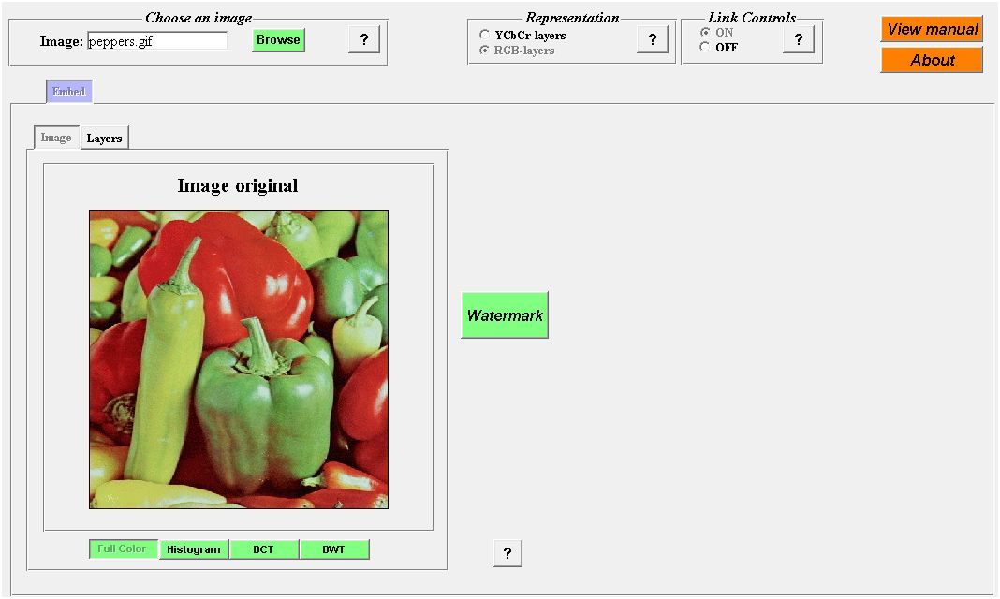 Choose an image
Image: peppers.gif Browse ?
Representation
YCbCr-layers
RGB-layers
?
Link Controls
ON
OFF
?
View manual
About
Embed
Image Layers
Image original
Watermark
Full Color Histogram DCT DWT
?